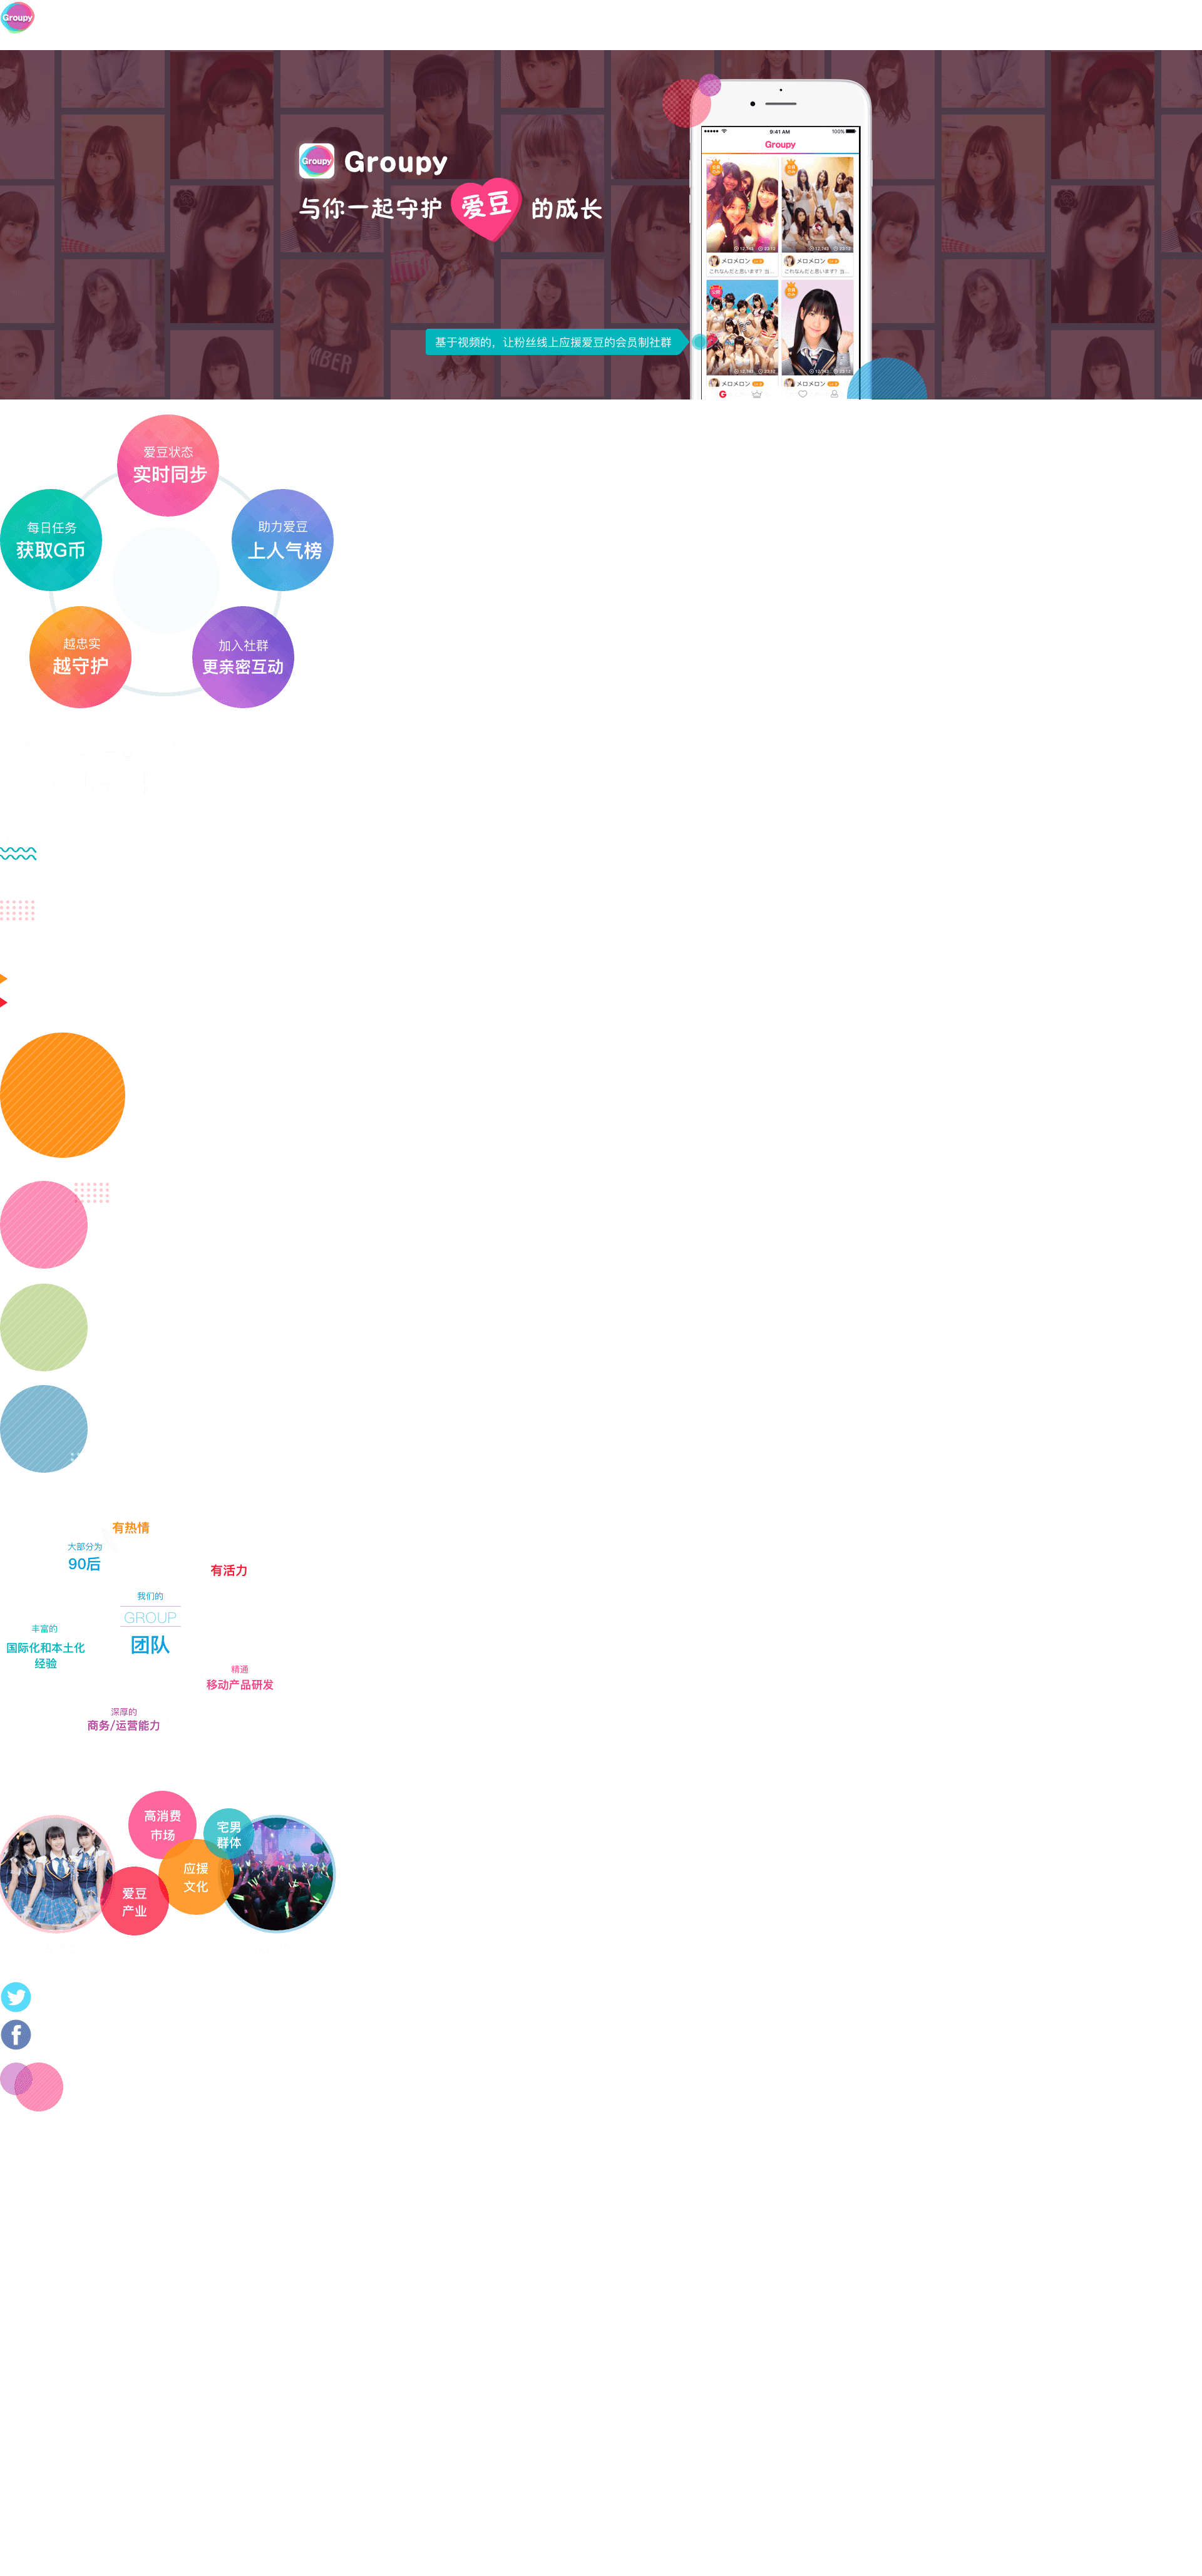 Groupy
Groupy
Groupy
与你一起守护 爱豆 的成长
基于视频的，让粉丝线上应援爱豆的会员制社群
9:41 AM
100%
Groupy
メロメロン
メロメロン
これなんだと思います？当...
これなんだと思います？当...
メロメロン
メロメロン
G
爱豆状态
实时同步
每日任务
获取G币
助力爱豆
上人气榜
越忠实
越守护
加入社群
更亲密互动
有热情
大部分为
90后
有活力
我们的
GROUP
团队
丰富的
国际化和本土化
经验
精通
移动产品研发
深厚的
商务/运营能力
高消费
市场
宅男
群体
应援
文化
爱豆
产业